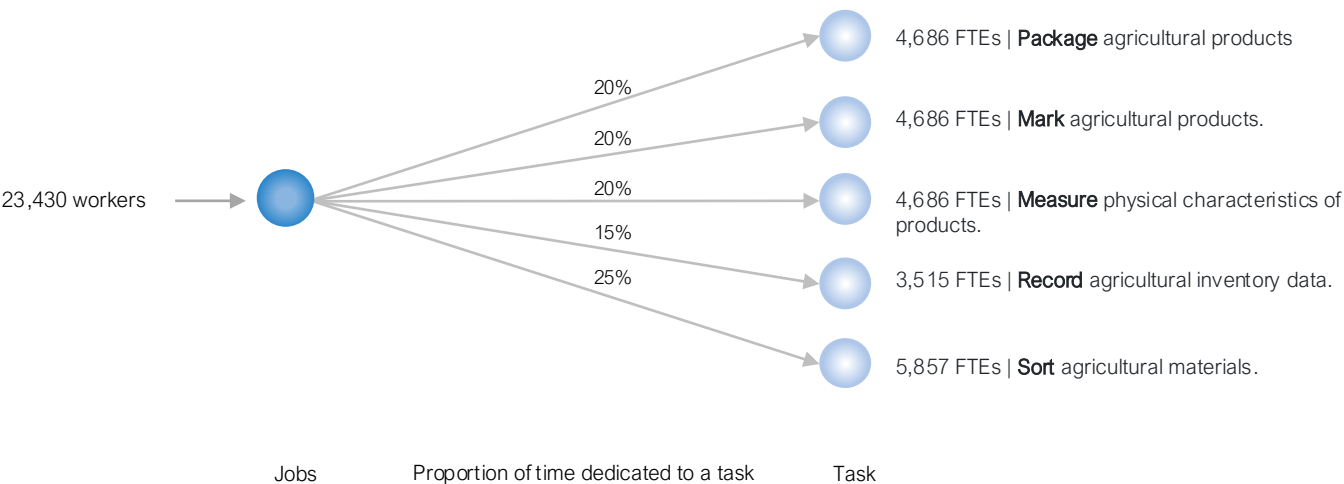 4,686 FTEs | Package agricultural products
20%
4,686 FTEs | Mark agricultural products.
20%
23,430 workers
20%
4,686 FTEs | Measure physical characteristics of
products.
15%
3,515 FTEs | Record agricultural inventory data.
25%
5,857 FTEs | Sort agricultural materials.
Jobs
Proportion of time dedicated to a task
Task